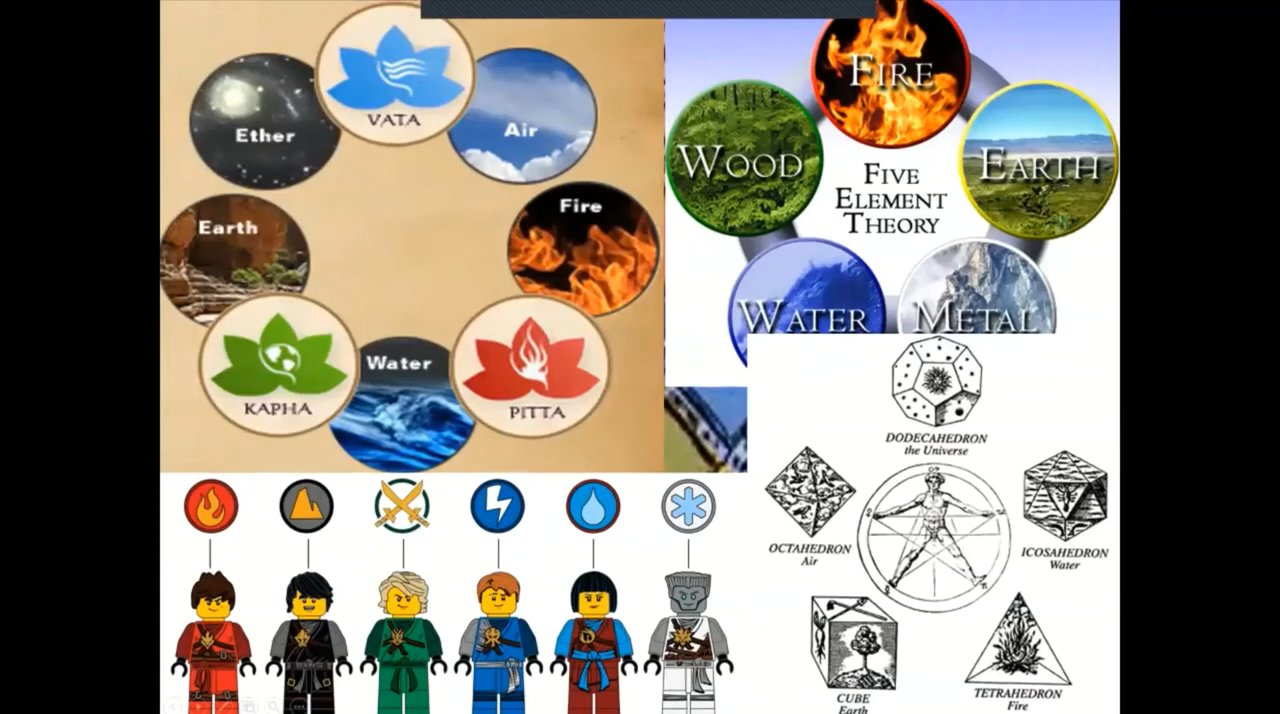 VATA
Ether
Air
Earth
Fire
Water
KAPHA
PITTA
FIRE
WOOD
EARTH
FIVE
ELEMENT
THEORY
WATER
METAL
DODECAHEDRON
the Universe
OCTAHEDRON
Air
ICOSAHEDRON
Water
CUBE
Earth
TETRAHEDRON
Fire